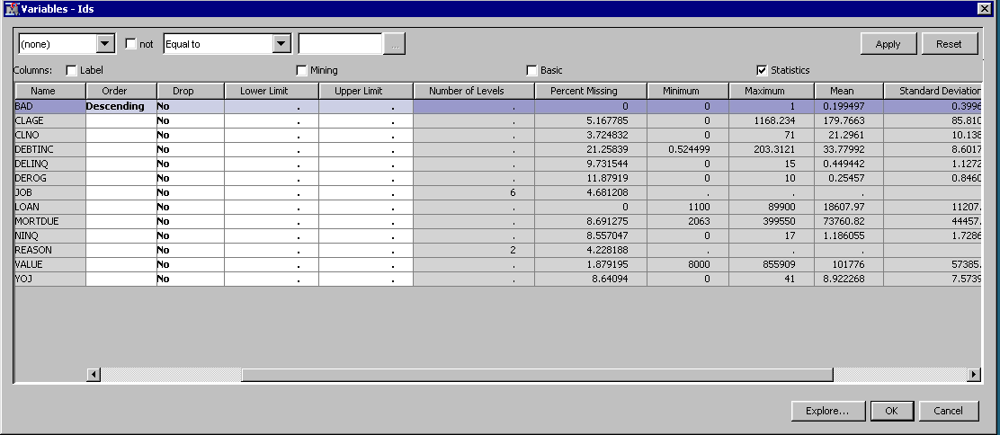 Variables - Ids
(none) not Equal to ... Apply Reset
Columns: Label Mining Basic Statistics
Name Order Drop Lower Limit Upper Limit Number of Levels Percent Missing Minimum Maximum Mean Standard Deviation
BAD Descending No . . . 0 0 1 0.199497 0.3996
CLAGE No . . . 5.167785 0 1168.234 179.7663 85.810
CLNO No . . . 3.724832 0 71 21.2961 10.138
DEBTINC No . . . 21.25839 0.524499 203.3121 33.77992 8.6017
DELINQ No . . . 9.731544 0 15 0.449442 1.1272
DEROG No . . . 11.87919 0 10 0.25457 0.8460
JOB No . . 6 4.681208 . . .
LOAN No . . . 0 1100 89900 18607.97 11207.
MORTDUE No . . . 8.691275 2063 399550 73760.82 44457.
NINQ No . . . 8.557047 0 17 1.186055 1.7286
REASON No . . 2 4.228188 . . .
VALUE No . . . 1.879195 8000 855909 101776 57385.
YOJ No . . . 8.64094 0 41 8.922268 7.5739
Explore... OK Cancel